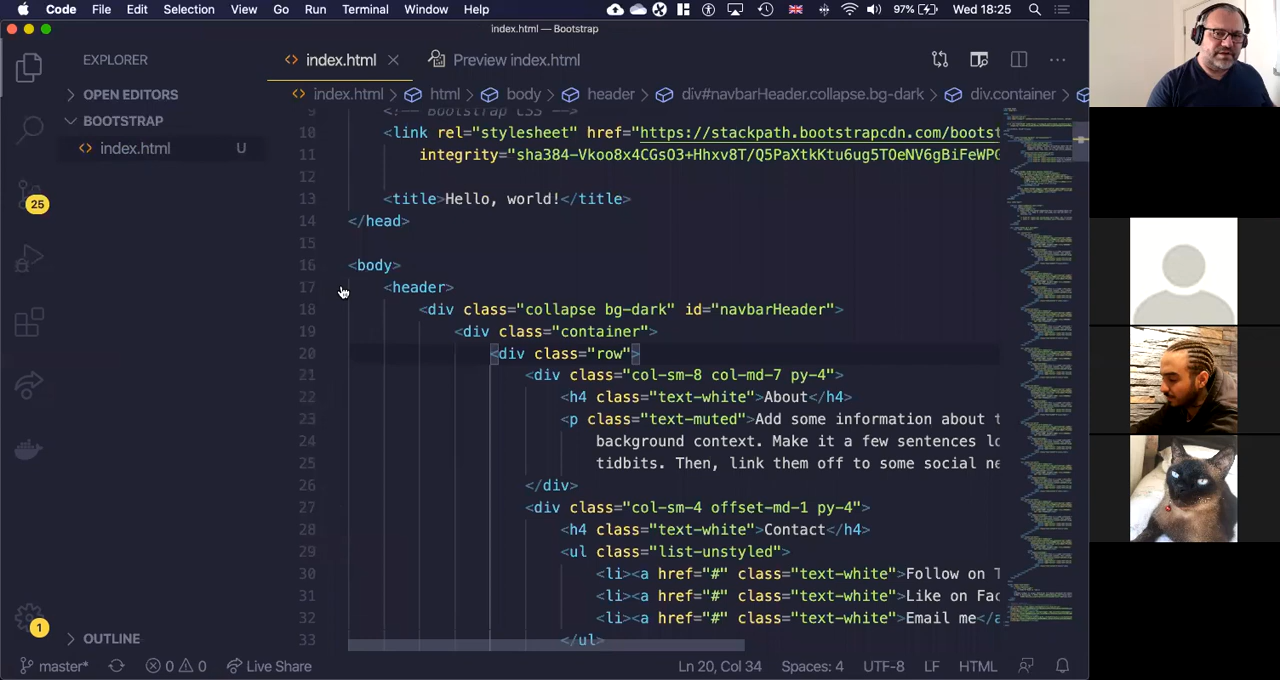 Code File Edit Selection View Go Run Terminal Window Help 97% Wed 18:25
index.html — Bootstrap
EXPLORER
index.html
Preview index.html
OPEN EDITORS
index.html html body header div#navbarHeader.collapse.bg-dark div.container
BOOTSTRAP
index.html U
25
1
OUTLINE
9 <!-- Bootstrap CSS -->
10 <link rel="stylesheet" href="https://stackpath.bootstrapcdn.com/bootst
11 integrity="sha384-Vkoo8x4CGsO3+Hhxv8T/Q5PaXtkKtu6ug5TOeNV6gBiFeWPG
12
13 <title>Hello, world!</title>
14 </head>
15
16 <body>
17 <header>
18 <div class="collapse bg-dark" id="navbarHeader">
19 <div class="container">
20 <div class="row">
21 <div class="col-sm-8 col-md-7 py-4">
22 <h4 class="text-white">About</h4>
23 <p class="text-muted">Add some information about t
24 background context. Make it a few sentences lo
25 tidbits. Then, link them off to some social ne
26 </div>
27 <div class="col-sm-4 offset-md-1 py-4">
28 <h4 class="text-white">Contact</h4>
29 <ul class="list-unstyled">
30 <li><a href="#" class="text-white">Follow on T
31 <li><a href="#" class="text-white">Like on Fac
32 <li><a href="#" class="text-white">Email me</a
33 </ul>
master* 0 0 Live Share Ln 20, Col 34 Spaces: 4 UTF-8 LF HTML